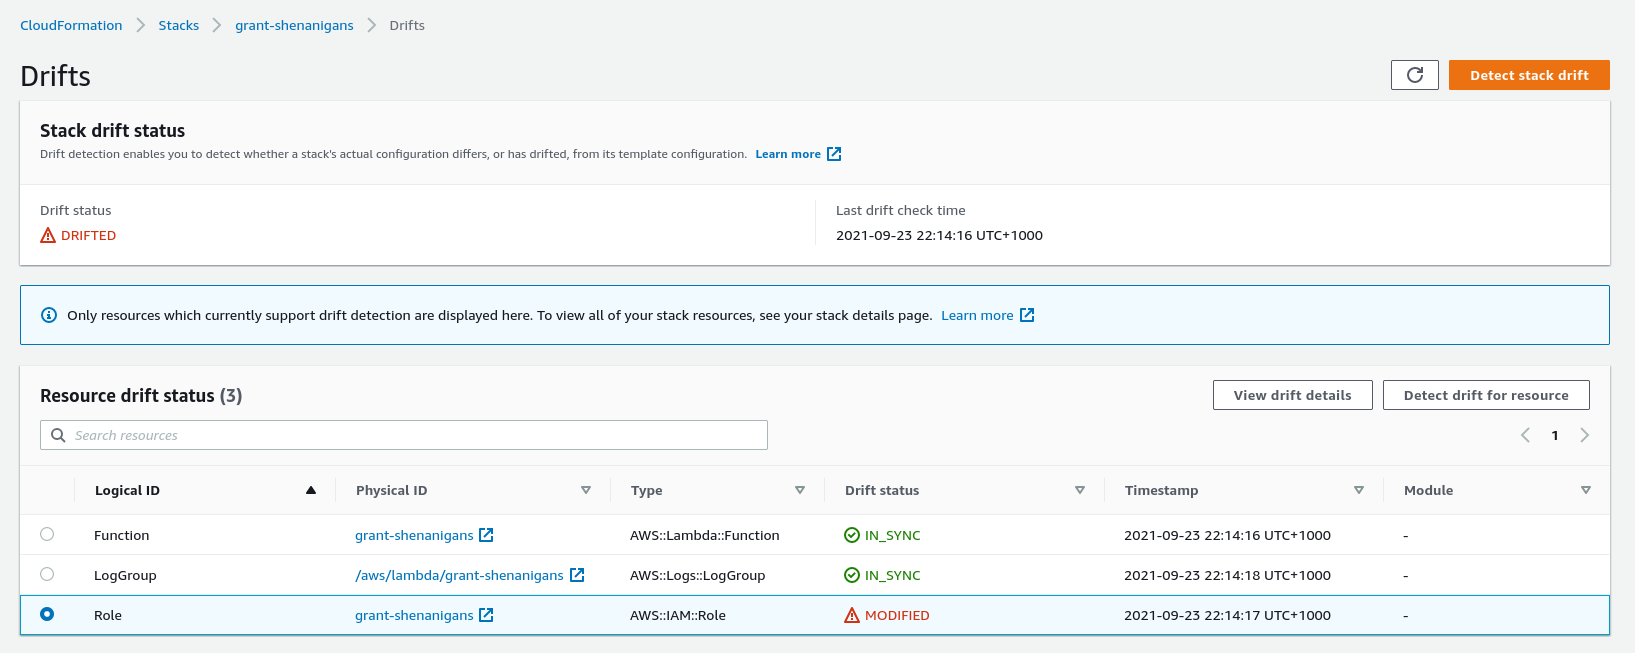 CloudFormation Stacks grant-shenanigans Drifts
Drifts
Detect stack drift
Stack drift status
Drift detection enables you to detect whether a stack's actual configuration differs, or has drifted, from its template configuration. Learn more
Drift status
DRIFTED
Last drift check time
2021-09-23 22:14:16 UTC+1000
Only resources which currently support drift detection are displayed here. To view all of your stack resources, see your stack details page. Learn more
Resource drift status (3)
View drift details
Detect drift for resource
Search resources
1
Logical ID Physical ID Type Drift status Timestamp Module
Function grant-shenanigans AWS::Lambda::Function IN_SYNC 2021-09-23 22:14:16 UTC+1000 -
LogGroup /aws/lambda/grant-shenanigans AWS::Logs::LogGroup IN_SYNC 2021-09-23 22:14:18 UTC+1000 -
Role grant-shenanigans AWS::IAM::Role MODIFIED 2021-09-23 22:14:17 UTC+1000 -